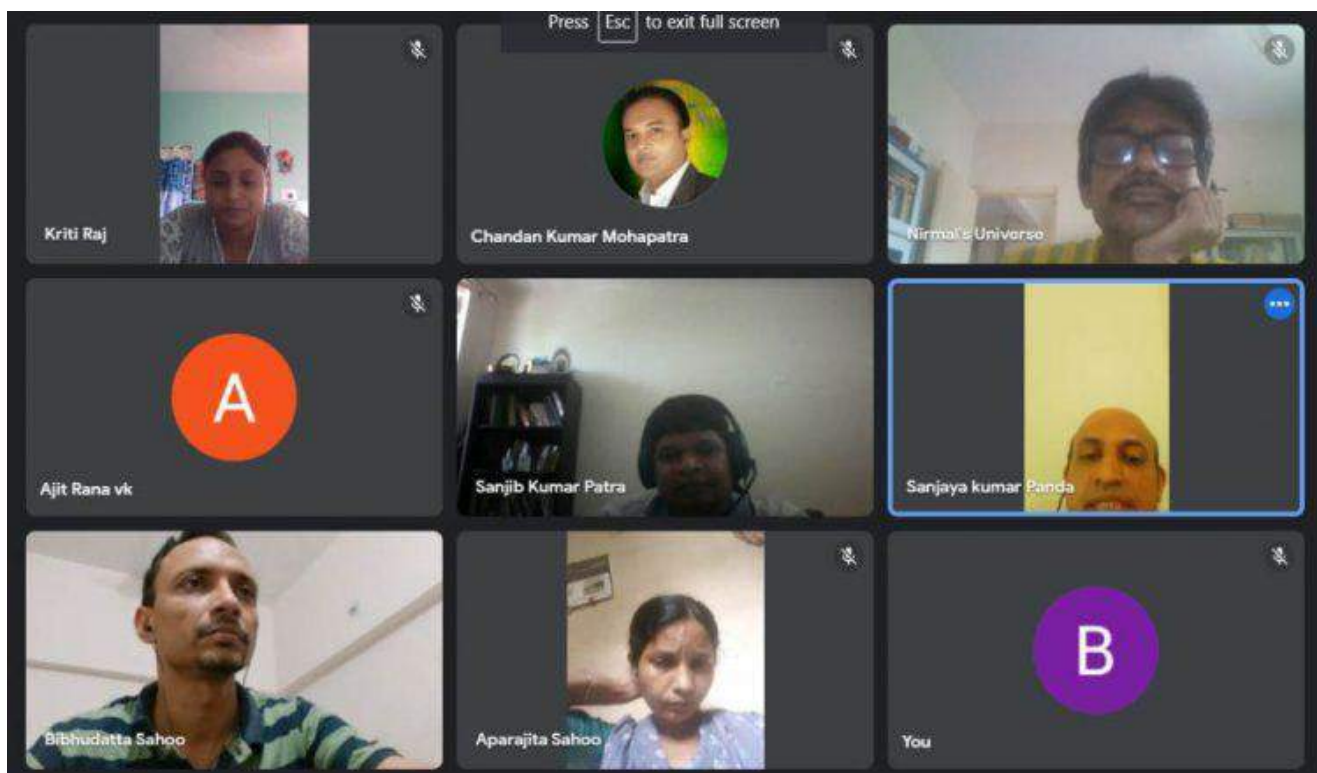 Press Esc to exit full screen
Kriti Raj
Chandan Kumar Mohapatra
Nirmal's Universe
A
Ajit Rana vk
Sanjib Kumar Patra
Sanjaya kumar Panda
Bibhudatta Sahoo
Aparajita Sahoo
B
You